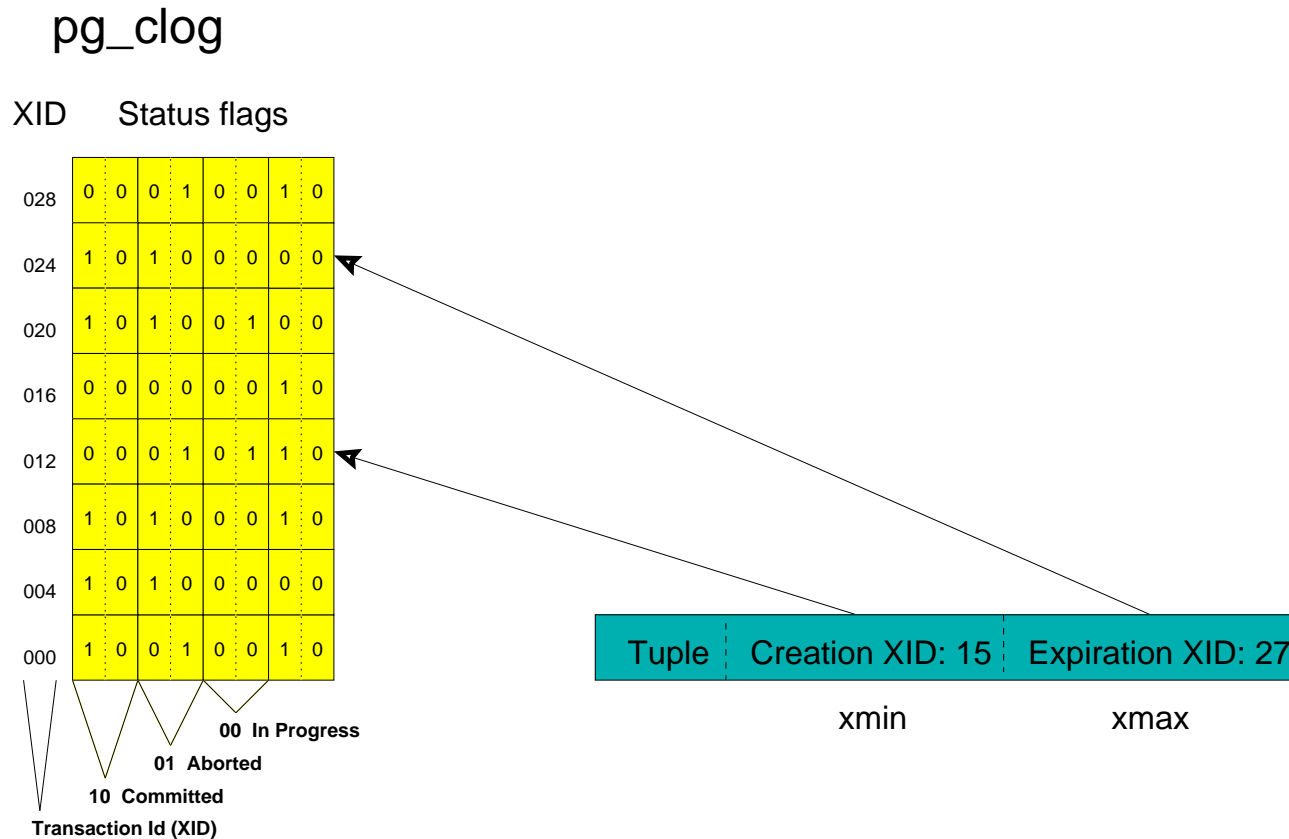 pg_clog
XID Status flags
028 0 0 0 1 0 0 1 0
024 1 0 1 0 0 0 0 0
020 1 0 1 0 0 1 0 0
016 0 0 0 0 0 0 1 0
012 0 0 0 1 0 1 1 0
008 1 0 1 0 0 0 1 0
004 1 0 1 0 0 0 0 0
000 1 0 0 1 0 0 1 0
Tuple Creation XID: 15 Expiration XID: 27
xmin xmax
00 In Progress
01 Aborted
10 Committed
Transaction Id (XID)